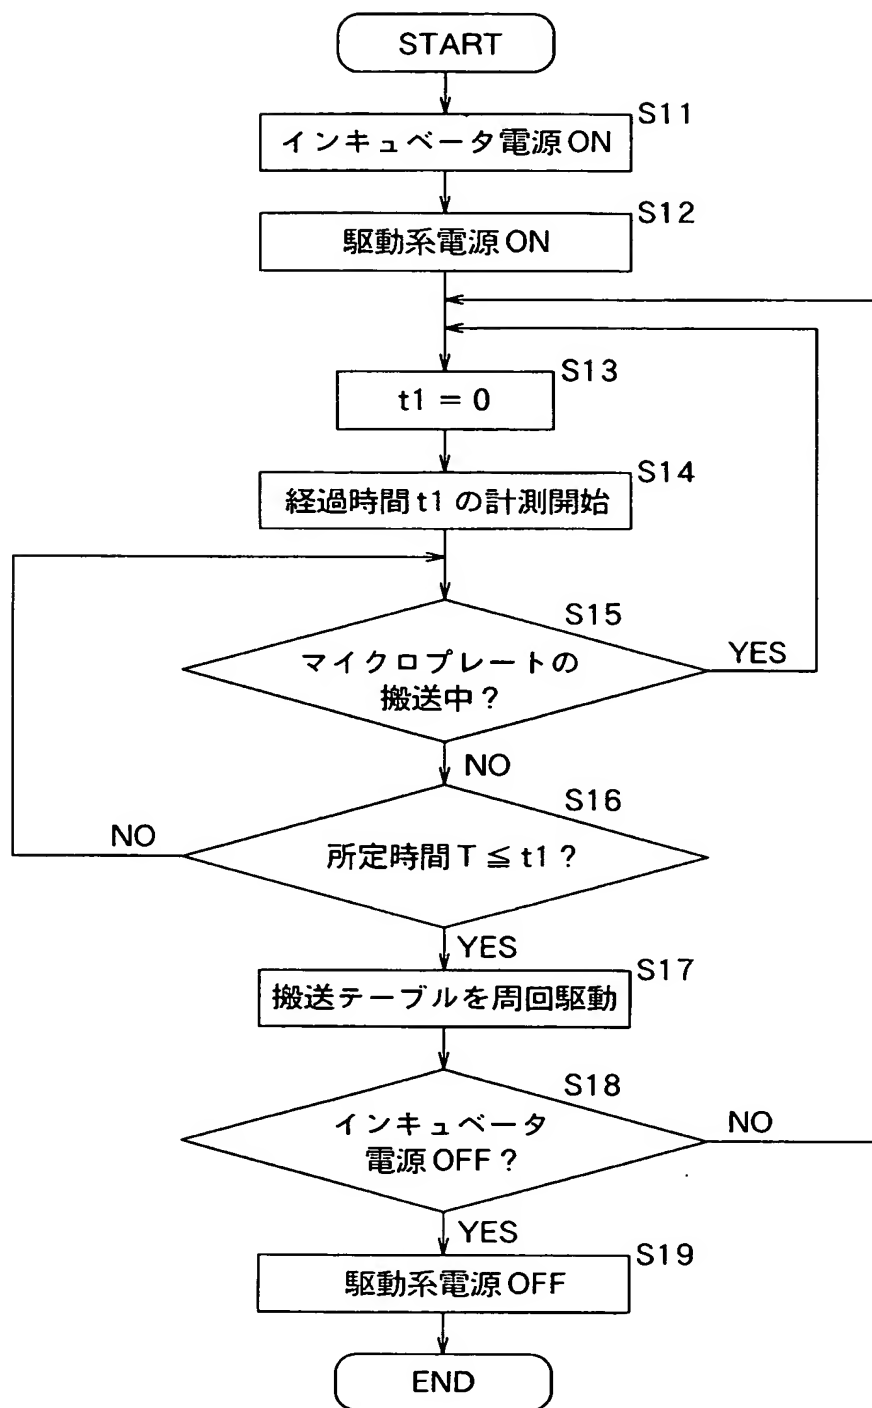 START
S11
インキュベータ電源ON
S12
駆動系電源ON
S13
t1 = 0
S14
経過時間t1の計測開始
S15
マイクロプレートの
搬送中?
YES
NO
S16
所定時間T ≦ t1?
NO
YES
S17
搬送テーブルを周回駆動
S18
インキュベータ
電源OFF?
NO
YES
S19
駆動系電源OFF
END